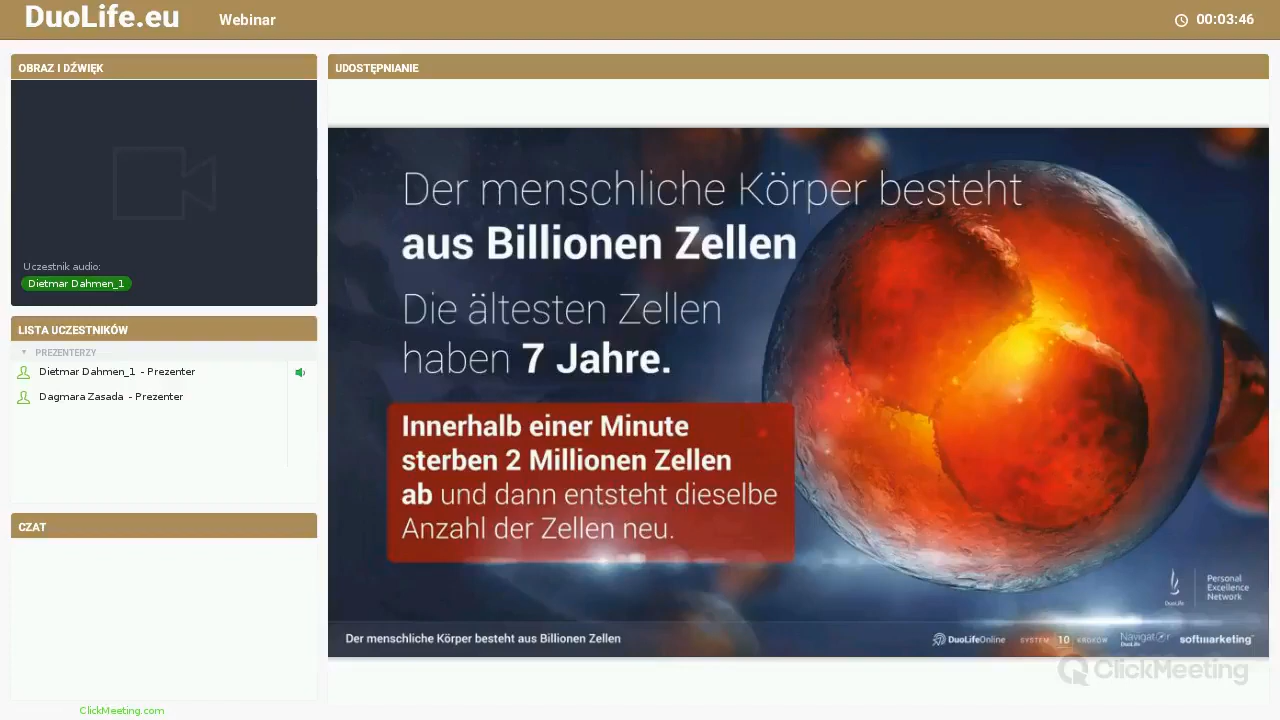 DuoLife.eu
Webinar
00:03:46
OBRAZ I DŹWIĘK
Uczestnik audio:
Dietmar Dahmen_1
LISTA UCZESTNIKÓW
PREZENTERZY
Dietmar Dahmen_1 - Prezenter
Dagmara Zasada - Prezenter
CZAT
ClickMeeting.com
UDOSTĘPNIANIE
Der menschliche Körper besteht
aus Billionen Zellen
Die ältesten Zellen
haben 7 Jahre.
Innerhalb einer Minute
sterben 2 Millionen Zellen
ab und dann entsteht dieselbe
Anzahl der Zellen neu.
DuoLife
Personal
Excellence
Network
Der menschliche Körper besteht aus Billionen Zellen
DuoLifeOnline
SYSTEM 10 KROKÓW
Navigator
DuoLife
softmarketing
ClickMeeting